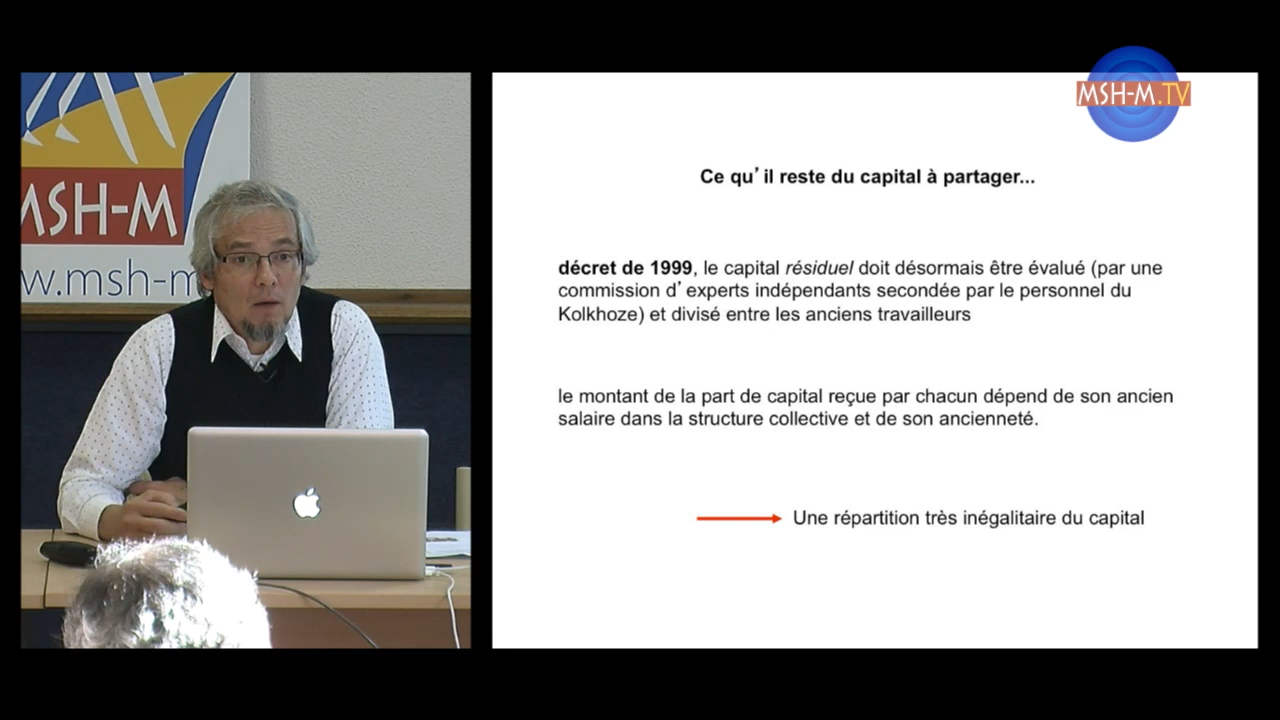 MSH-M.TV
MSH-M
w.msh-m
Ce qu’il reste du capital à partager...
décret de 1999, le capital résiduel doit désormais être évalué (par une
commission d’experts indépendants secondée par le personnel du
Kolkhoze) et divisé entre les anciens travailleurs
le montant de la part de capital reçue par chacun dépend de son ancien
salaire dans la structure collective et de son ancienneté.
Une répartition très inégalitaire du capital